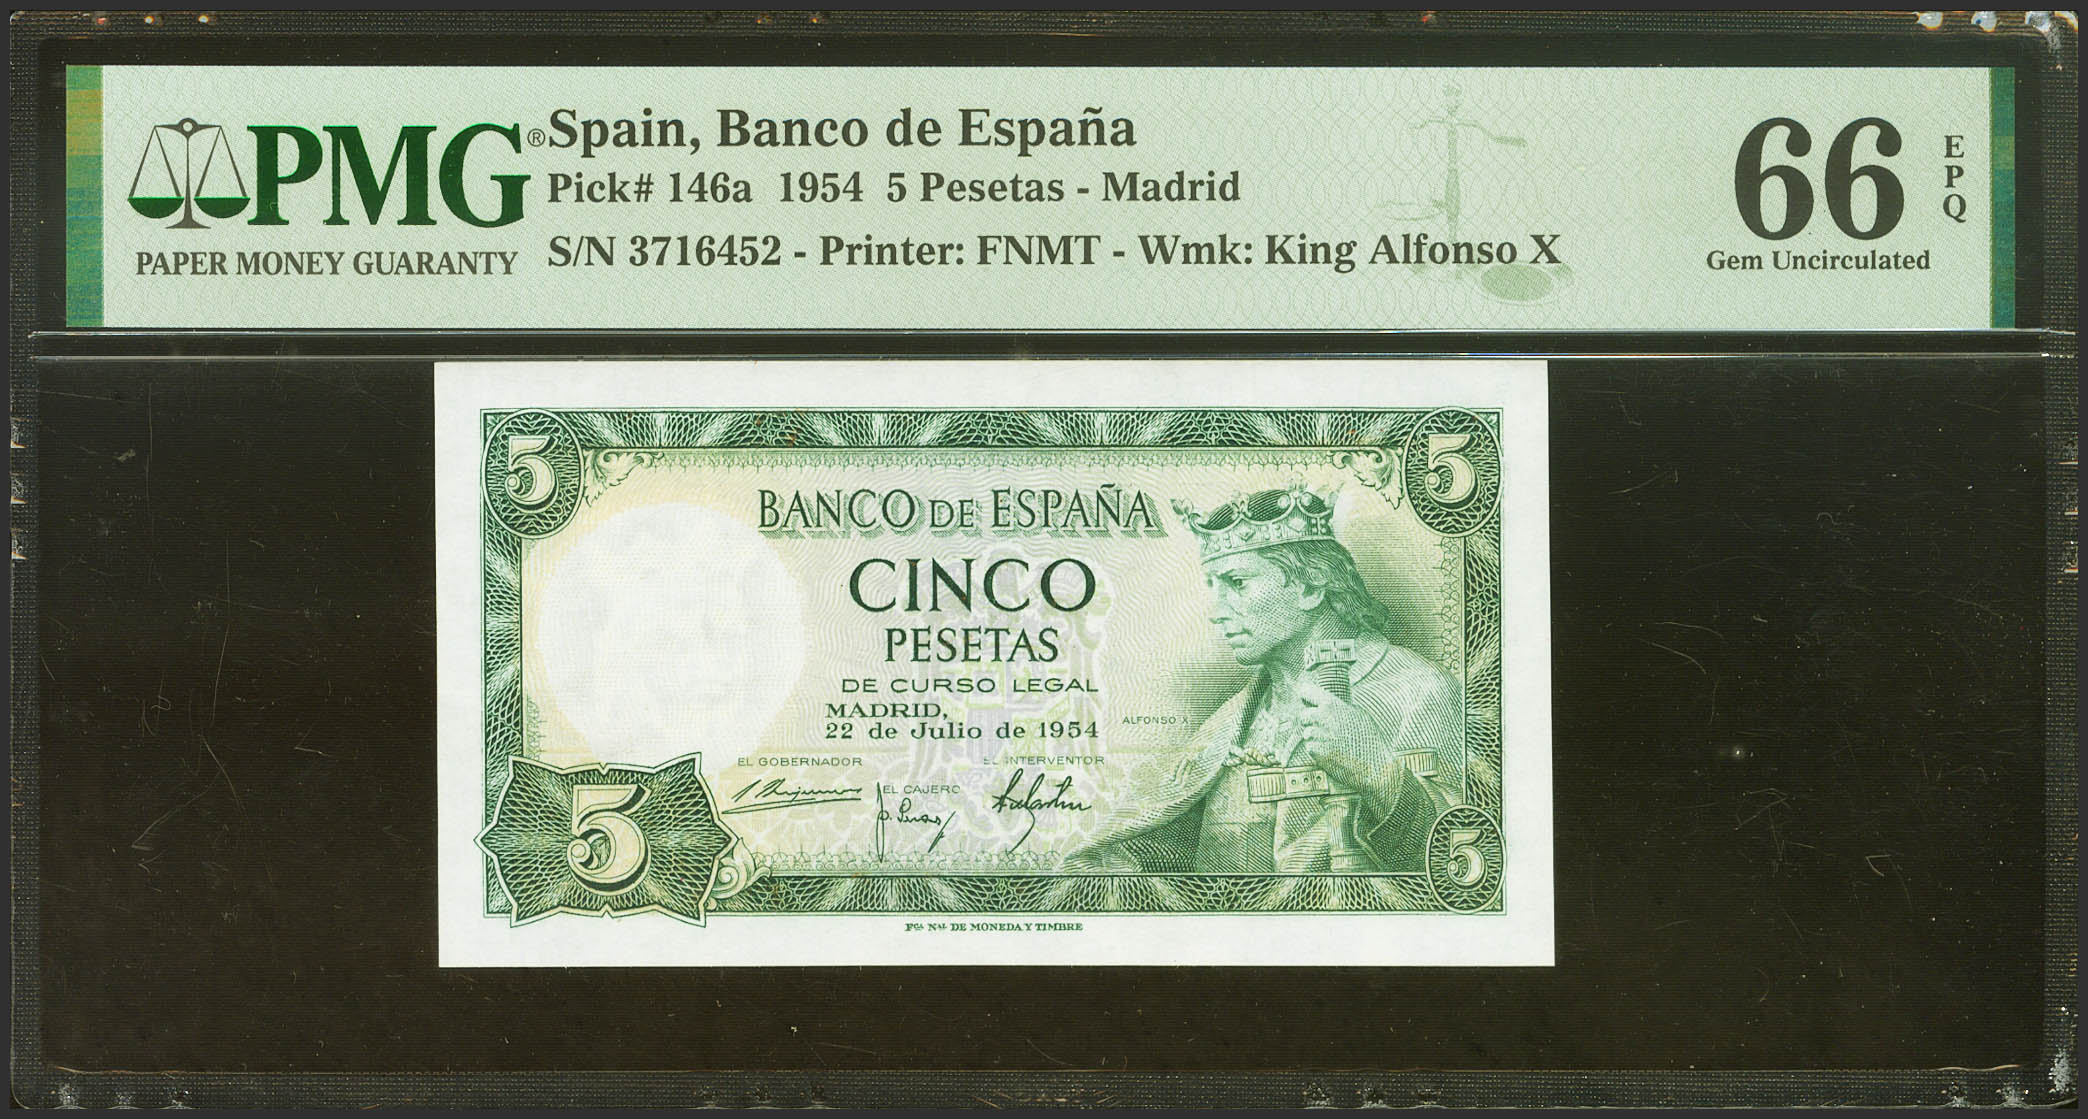 PMG®
PAPER MONEY GUARANTY
Spain, Banco de España
Pick# 146a 1954 5 Pesetas - Madrid
S/N 3716452 - Printer: FNMT - Wmk: King Alfonso X
66
EPQ
Gem Uncirculated
5
5
BANCO DE ESPAÑA
CINCO
PESETAS
DE CURSO LEGAL
MADRID,
22 de Julio de 1954
ALFONSO X
EL GOBERNADOR
EL INTERVENTOR
EL CAJERO
5
5
Fca. Nal. DE MONEDA Y TIMBRE